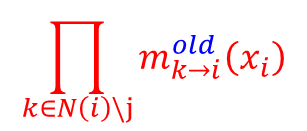 ∏ m^{old}_{k→i}(x_i)
k∈N(i)\j